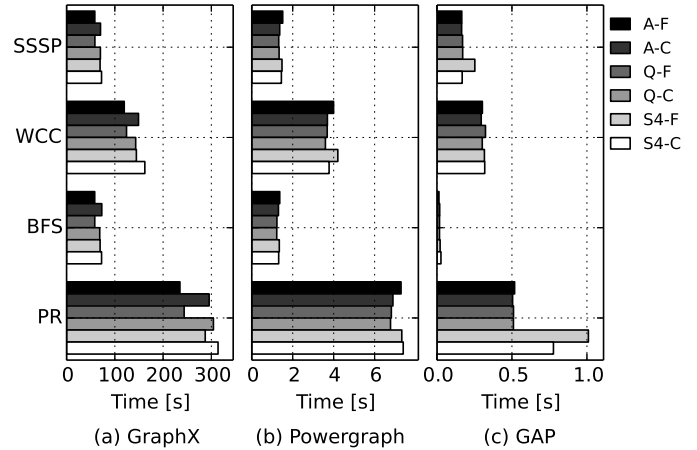 SSSP
WCC
BFS
PR
0 100 200 300
Time [s]
(a) GraphX
0 2 4 6
Time [s]
(b) Powergraph
0.0 0.5 1.0
Time [s]
(c) GAP
A-F
A-C
Q-F
Q-C
S4-F
S4-C